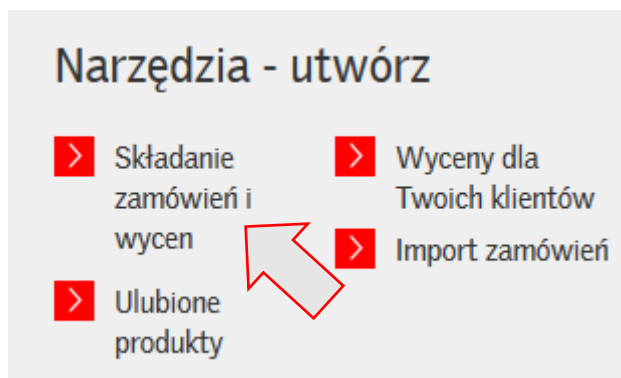 Narzędzia - utwórz
Składanie
zamówień i
wycen
Ulubione
produkty
Wyceny dla
Twoich klientów
Import zamówień